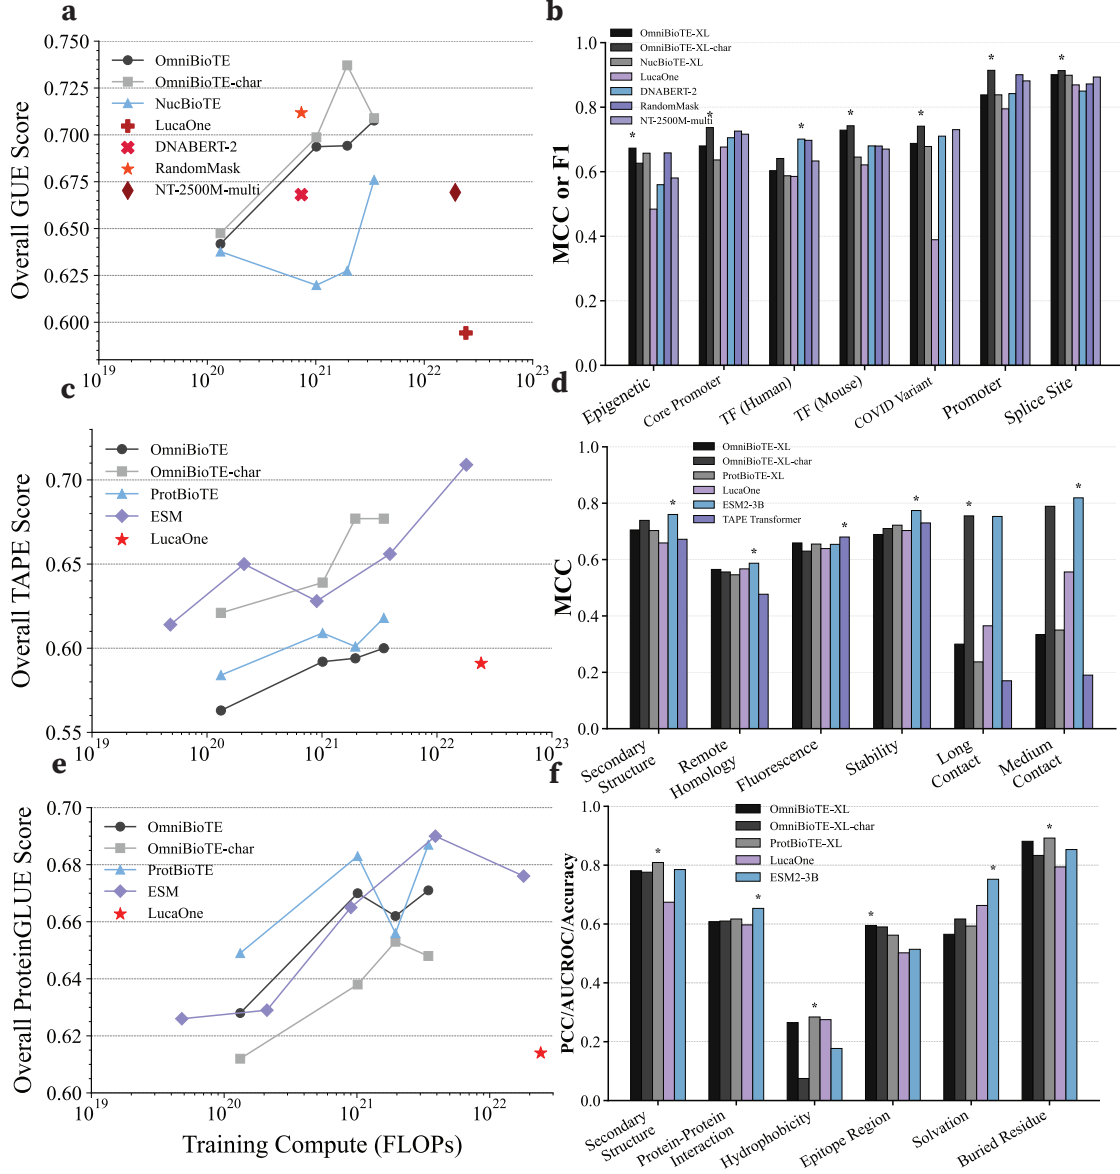 a
Overall GUE Score
0.750
0.725
0.700
0.675
0.650
0.625
0.600
OmniBioTE
OmniBioTE-char
NucBioTE
LucaOne
DNABERT-2
RandomMask
NT-2500M-multi
10^19
10^20
10^21
10^22
10^23
b
MCC or F1
1.0
0.8
0.6
0.4
0.2
0.0
OmniBioTE-XL
OmniBioTE-XL-char
NucBioTE-XL
LucaOne
DNABERT-2
RandomMask
NT-2500M-multi
*
*
*
*
*
*
*
Epigenetic
Core Promoter
TF (Human)
TF (Mouse)
COVID Variant
Promoter
Splice Site
c
Overall TAPE Score
0.70
0.65
0.60
0.55
OmniBioTE
OmniBioTE-char
ProtBioTE
ESM
LucaOne
10^19
10^20
10^21
10^22
10^23
d
MCC
1.0
0.8
0.6
0.4
0.2
0.0
OmniBioTE-XL
OmniBioTE-XL-char
ProtBioTE-XL
LucaOne
ESM2-3B
TAPE Transformer
*
*
*
*
*
*
Secondary
Structure
Remote
Homology
Fluorescence
Stability
Long
Contact
Medium
Contact
e
Overall ProteinGLUE Score
0.70
0.68
0.66
0.64
0.62
0.60
OmniBioTE
OmniBioTE-char
ProtBioTE
ESM
LucaOne
10^19
10^20
10^21
10^22
Training Compute (FLOPs)
f
PCC/AUCROC/Accuracy
1.0
0.8
0.6
0.4
0.2
0.0
OmniBioTE-XL
OmniBioTE-XL-char
ProtBioTE-XL
LucaOne
ESM2-3B
*
*
*
*
*
*
Secondary
Structure
Protein-Protein
Interaction
Hydrophobicity
Epitope Region
Solvation
Buried Residue